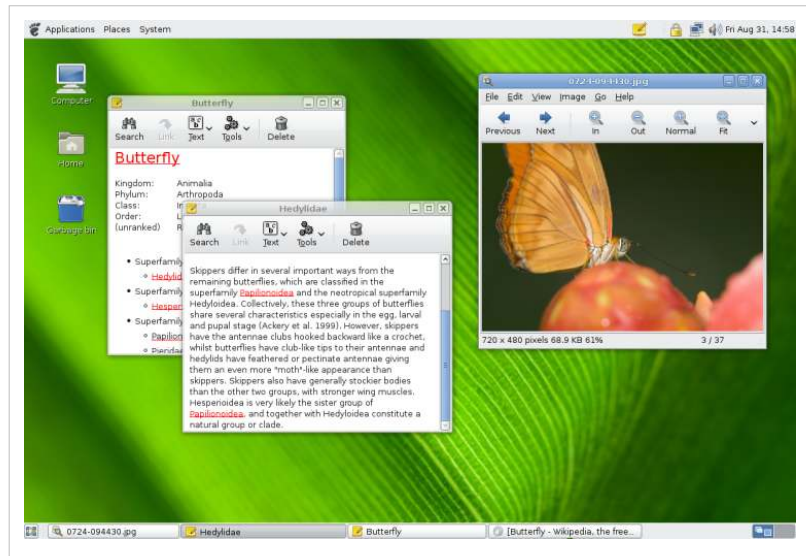 Applications Places System
Fri Aug 31, 14:58
Computer
Home
Garbage bin
Butterfly
Search Link Text Tools Delete
Butterfly
Kingdom: Animalia
Phylum: Arthropoda
Class:
Order:
(unranked)
• Superfamily
• Superfamily
• Superfamily
Hedylidae
Search Link Text Tools Delete
Skippers differ in several important ways from the
remaining butterflies, which are classified in the
superfamily Papilionoidea and the neotropical superfamily
Hedyloidea. Collectively, these three groups of butterflies
share several characteristics especially in the egg, larval
and pupal stage (Ackery et al. 1999). However, skippers
have the antennae clubs hooked backward like a crochet,
whilst butterflies have club-like tips to their antennae and
hedylids have feathered or pectinate antennae giving
them an even more "moth"-like appearance than
skippers. Skippers also have generally stockier bodies
than the other two groups, with stronger wing muscles.
Hesperioidea is very likely the sister group of
Papilionoidea, and together with Hedyloidea constitute a
natural group or clade.
0724-094430.jpg
File Edit View Image Go Help
Previous Next In Out Normal Fit
720 x 480 pixels 68.9 KB 61% 3 / 37
0724-094430.jpg
Hedylidae
Butterfly
[Butterfly - Wikipedia, the free...